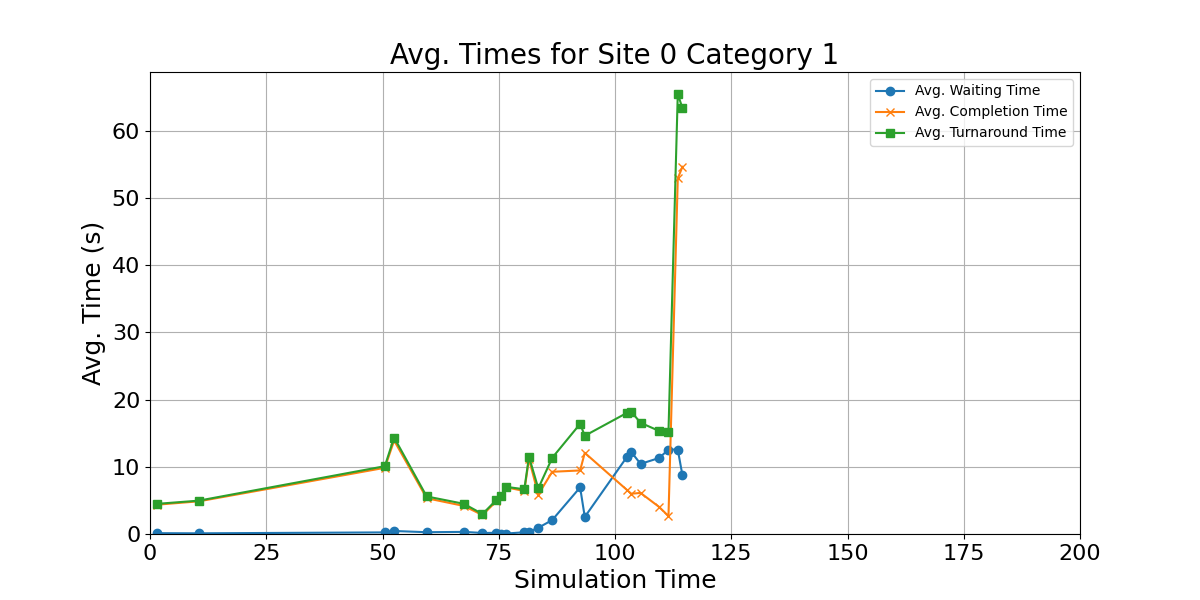 Avg. Times for Site 0 Category 1
Avg. Waiting Time
Avg. Completion Time
Avg. Turnaround Time
Avg. Time (s)
60
50
40
30
20
10
0
0 25 50 75 100 125 150 175 200
Simulation Time